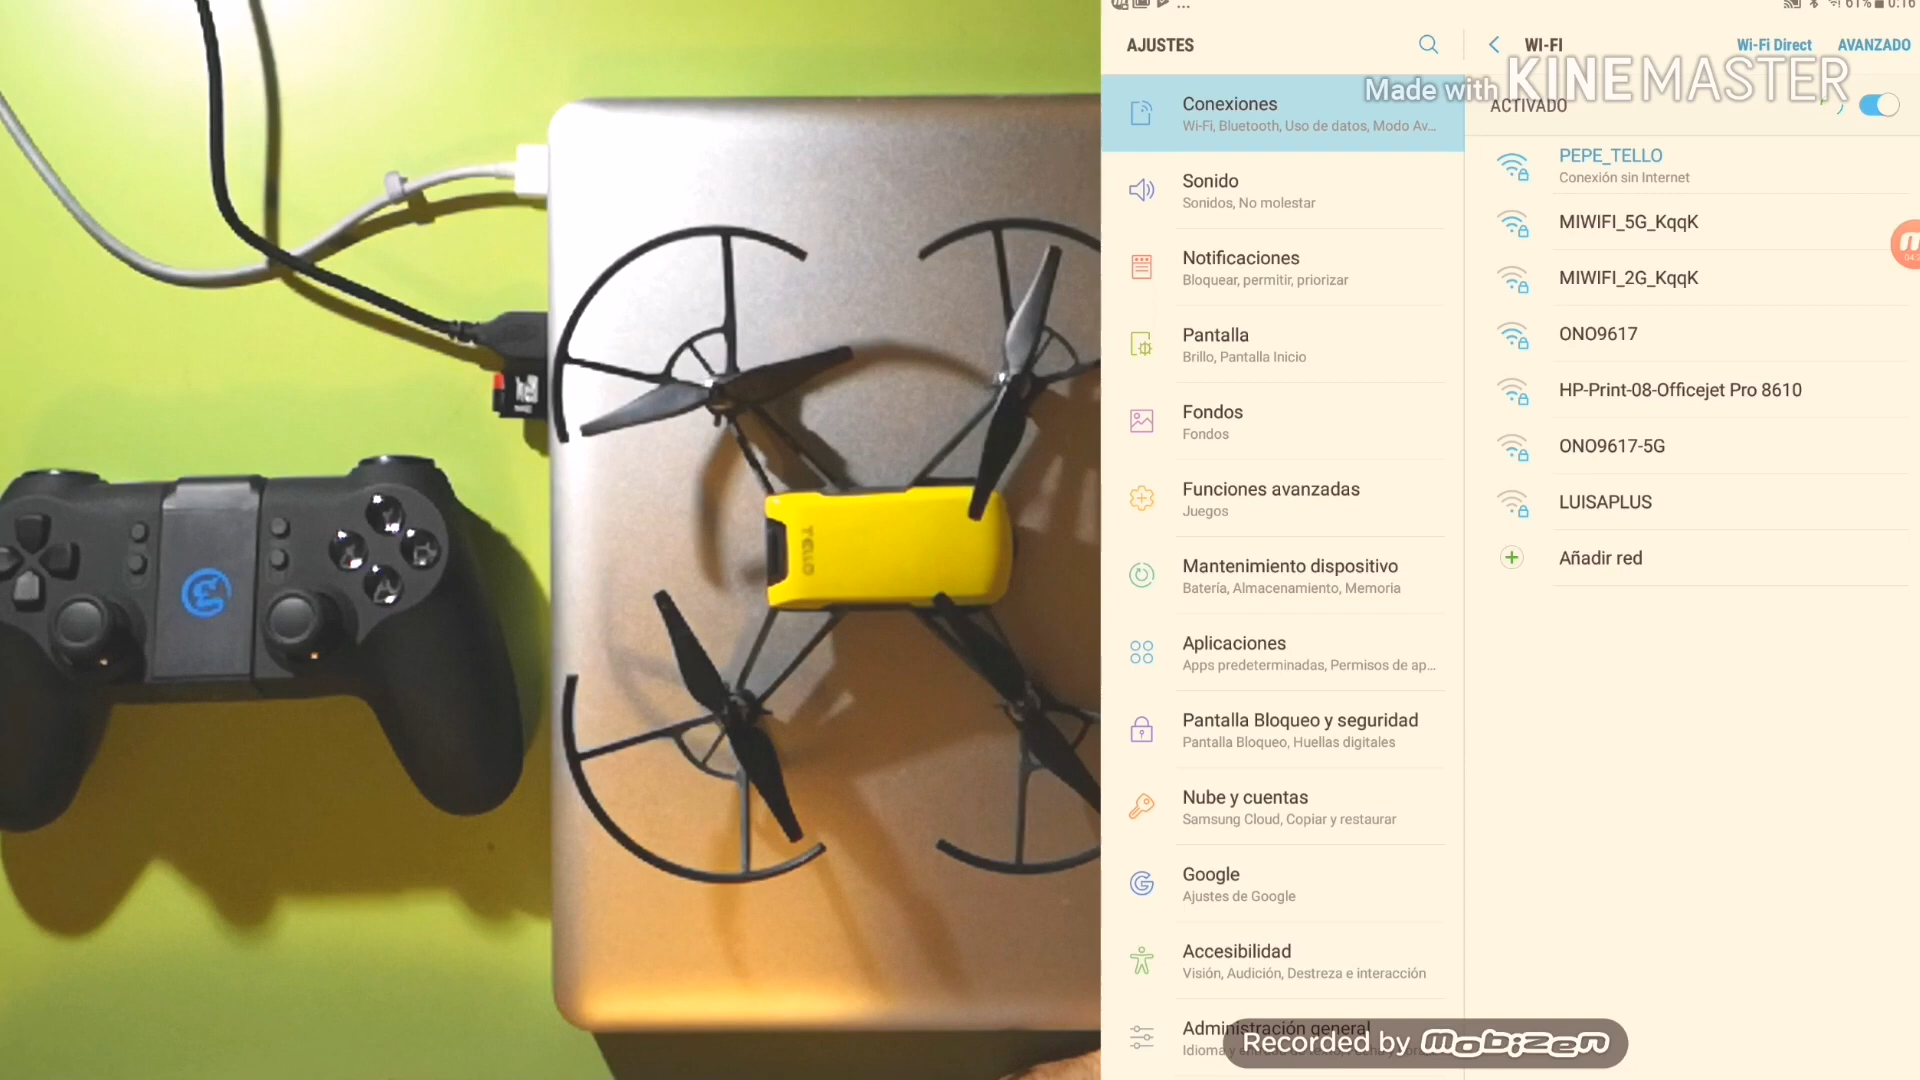 TELLO
61% 0:16
AJUSTES
Conexiones
Wi-Fi, Bluetooth, Uso de datos, Modo Av...
Sonido
Sonidos, No molestar
Notificaciones
Bloquear, permitir, priorizar
Pantalla
Brillo, Pantalla Inicio
Fondos
Fondos
Funciones avanzadas
Juegos
Mantenimiento dispositivo
Batería, Almacenamiento, Memoria
Aplicaciones
Apps predeterminadas, Permisos de ap...
Pantalla Bloqueo y seguridad
Pantalla Bloqueo, Huellas digitales
Nube y cuentas
Samsung Cloud, Copiar y restaurar
Google
Ajustes de Google
Accesibilidad
Visión, Audición, Destreza e interacción
Administración general
Idioma
WI-FI
Wi-Fi Direct
AVANZADO
Made with KINEMASTER
ACTIVADO
PEPE_TELLO
Conexión sin Internet
MIWIFI_5G_KqqK
MIWIFI_2G_KqqK
ONO9617
HP-Print-08-Officejet Pro 8610
ONO9617-5G
LUISAPLUS
Añadir red
Recorded by MOBIZEN